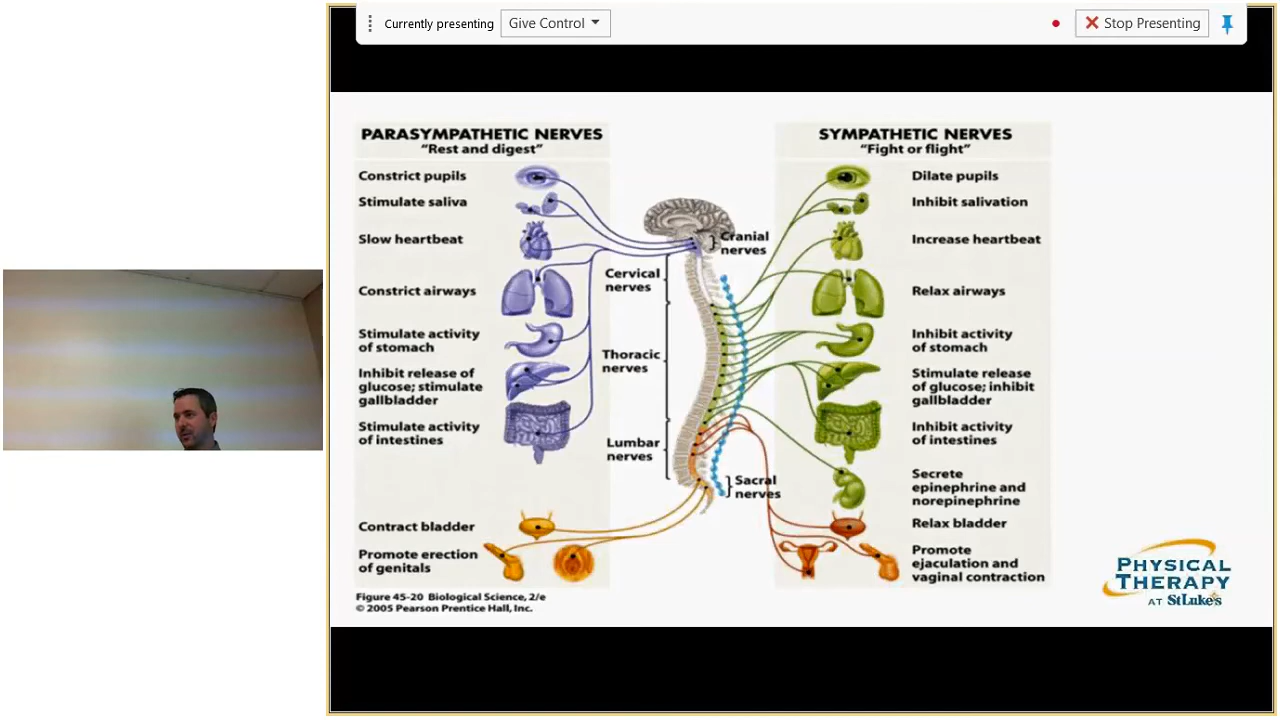 Currently presenting
Give Control
Stop Presenting
PARASYMPATHETIC NERVES
"Rest and digest"
Constrict pupils
Stimulate saliva
Slow heartbeat
Constrict airways
Stimulate activity
of stomach
Inhibit release of
glucose; stimulate
gallbladder
Stimulate activity
of intestines
Contract bladder
Promote erection
of genitals
Cranial
nerves
Cervical
nerves
Thoracic
nerves
Lumbar
nerves
Sacral
nerves
SYMPATHETIC NERVES
"Fight or flight"
Dilate pupils
Inhibit salivation
Increase heartbeat
Relax airways
Inhibit activity
of stomach
Stimulate release
of glucose; inhibit
gallbladder
Inhibit activity
of intestines
Secrete
epinephrine and
norepinephrine
Relax bladder
Promote
ejaculation and
vaginal contraction
Figure 45-20 Biological Science, 2/e
© 2005 Pearson Prentice Hall, Inc.
PHYSICAL
THERAPY
AT St Luke's